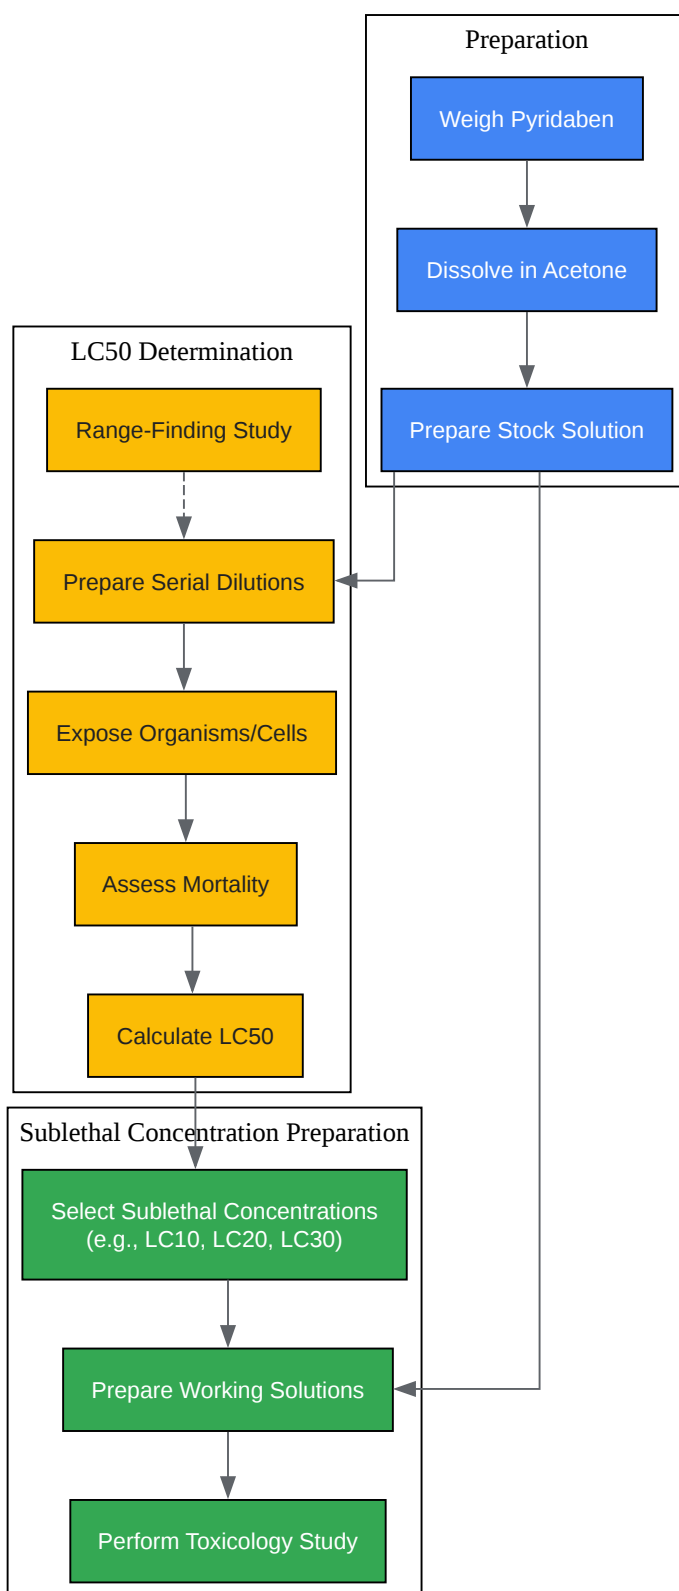 Preparation
Weigh Pyridaben
Dissolve in Acetone
Prepare Stock Solution
LC50 Determination
Range-Finding Study
Prepare Serial Dilutions
Expose Organisms/Cells
Assess Mortality
Calculate LC50
Sublethal Concentration Preparation
Select Sublethal Concentrations
(e.g., LC10, LC20, LC30)
Prepare Working Solutions
Perform Toxicology Study